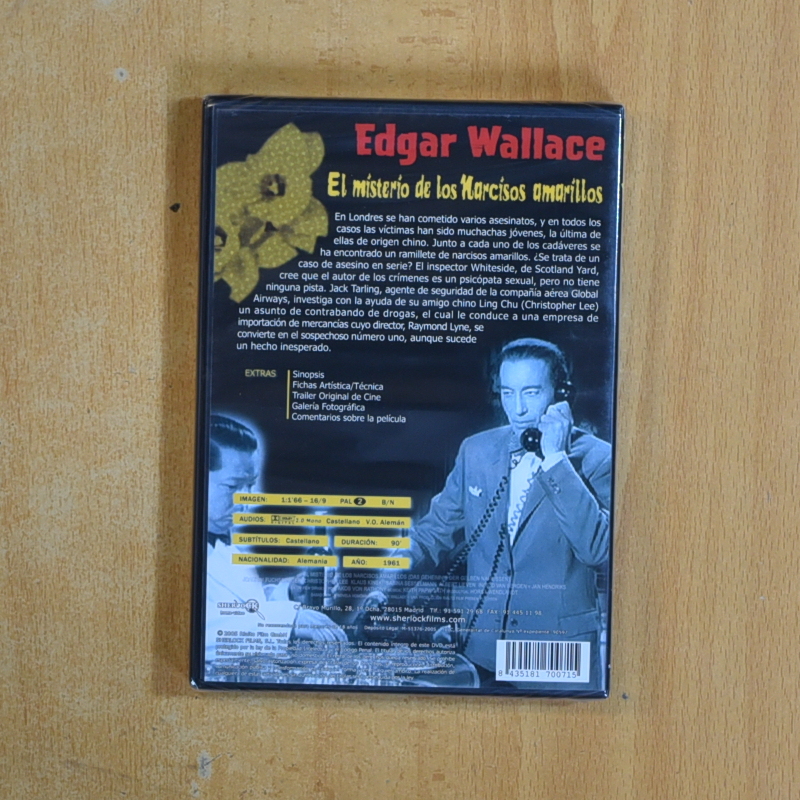 Edgar Wallace
El misterio de los Narcisos amarillos
En Londres se han cometido varios asesinatos, y en todos los
casos las víctimas han sido muchachas jóvenes, la última de
ellas de origen chino. Junto a cada uno de los cadáveres se
ha encontrado un ramillete de narcisos amarillos. ¿Se trata de un
caso de asesino en serie? El inspector Whiteside, de Scotland Yard,
cree que el autor de los crímenes es un psicópata sexual, pero no tiene
ninguna pista. Jack Tarling, agente de seguridad de la compañía aérea Global
Airways, investiga con la ayuda de su amigo chino Ling Chu (Christopher Lee)
un asunto de contrabando de drogas, el cual le conduce a una empresa de
importación de mercancías cuyo director, Raymond Lyne, se
convierte en el sospechoso número uno, aunque sucede
un hecho inesperado.
EXTRAS
Sinopsis
Fichas Artística/Técnica
Trailer Original de Cine
Galería Fotográfica
Comentarios sobre la película
IMAGEN: 1:1'66 - 16/9 PAL 2 B/N
AUDIOS: 2.0 Mono Castellano V.O. Alemán
SUBTÍTULOS: Castellano DURACIÓN: 90'
NACIONALIDAD: Alemania AÑO: 1961
SHERLOCK
C/ Bravo Murillo, 28, 1º Dcha. 28015 Madrid
www.sherlockfilms.com
8 435181 700715